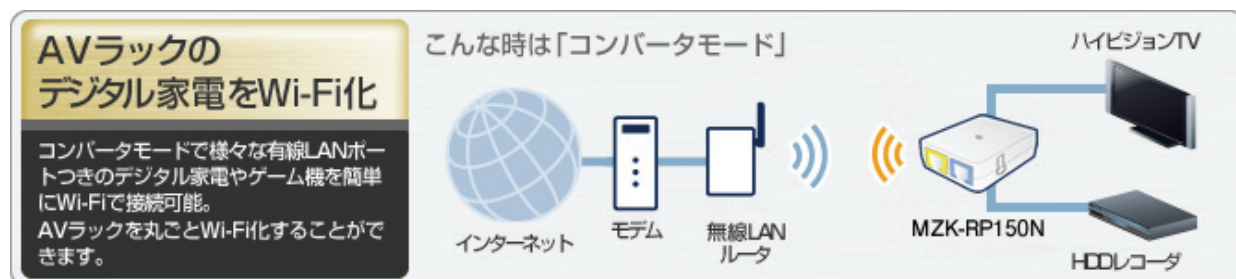 AVラックの
デジタル家電をWi-Fi化
コンバータモードで様々な有線LANポー
トつきのデジタル家電やゲーム機を簡単
にWi-Fiで接続可能。
AVラックを丸ごとWi-Fi化することがで
きます。
こんな時は「コンバータモード」
インターネット
モデム
無線LAN
ルータ
MZK-RP150N
ハイビジョンTV
HDDレコーダ